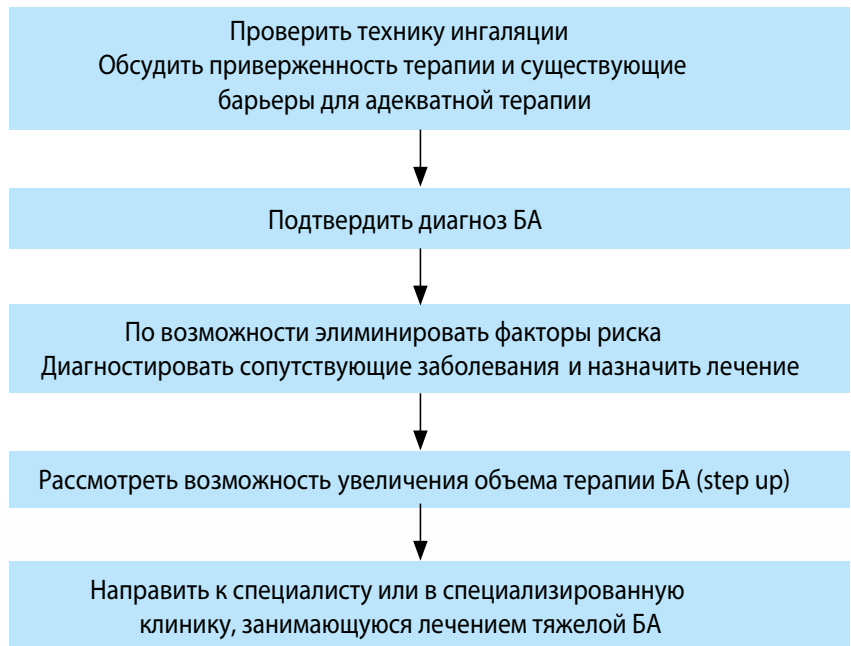 Проверить технику ингаляции
Обсудить приверженность терапии и существующие
барьеры для адекватной терапии
Подтвердить диагноз БА
По возможности элиминировать факторы риска
Диагностировать сопутствующие заболевания и назначить лечение
Рассмотреть возможность увеличения объема терапии БА (step up)
Направить к специалисту или в специализированную
клинику, занимающуюся лечением тяжелой БА